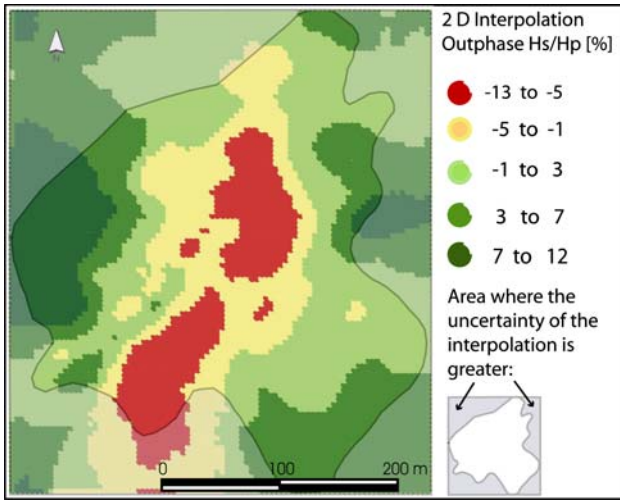 2 D Interpolation
Outphase Hs/Hp [%]
-13 to -5
-5 to -1
-1 to 3
3 to 7
7 to 12
Area where the
uncertainty of the
interpolation is
greater:
N
0 100 200 m